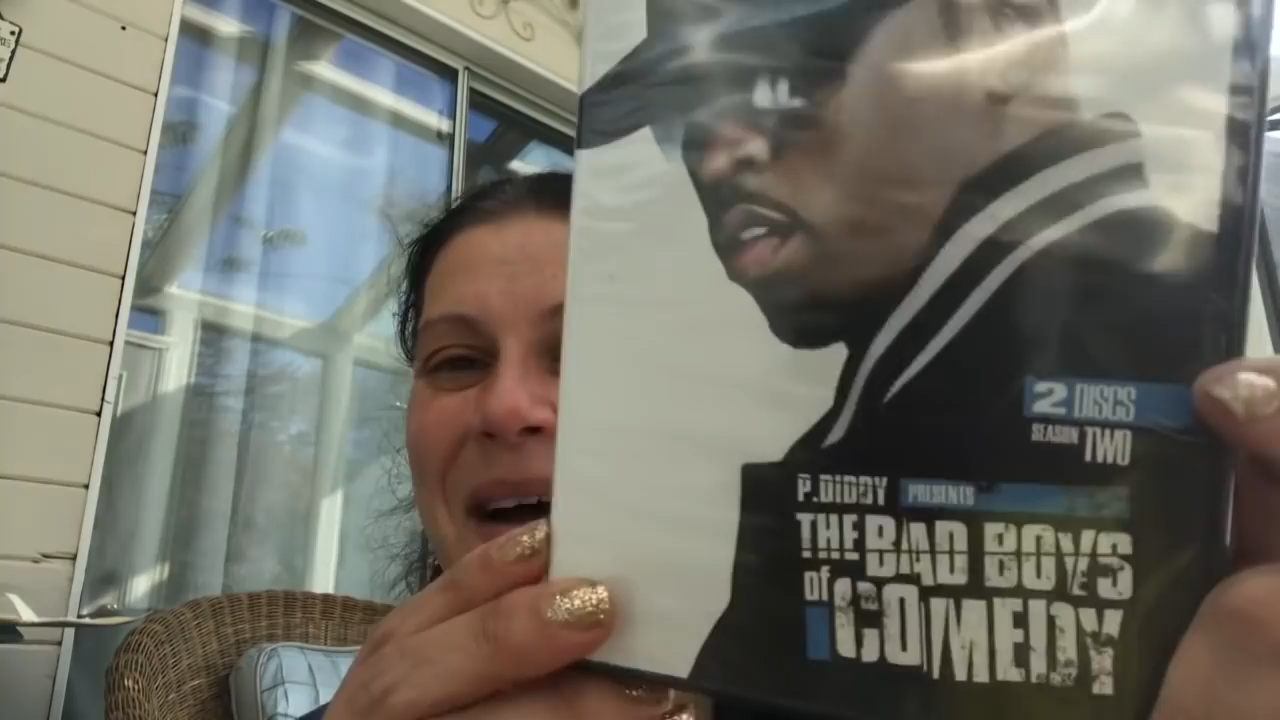 2 DISCS
SEASON TWO
P. DIDDY PRESENTS
THE BAD BOYS
of COMEDY